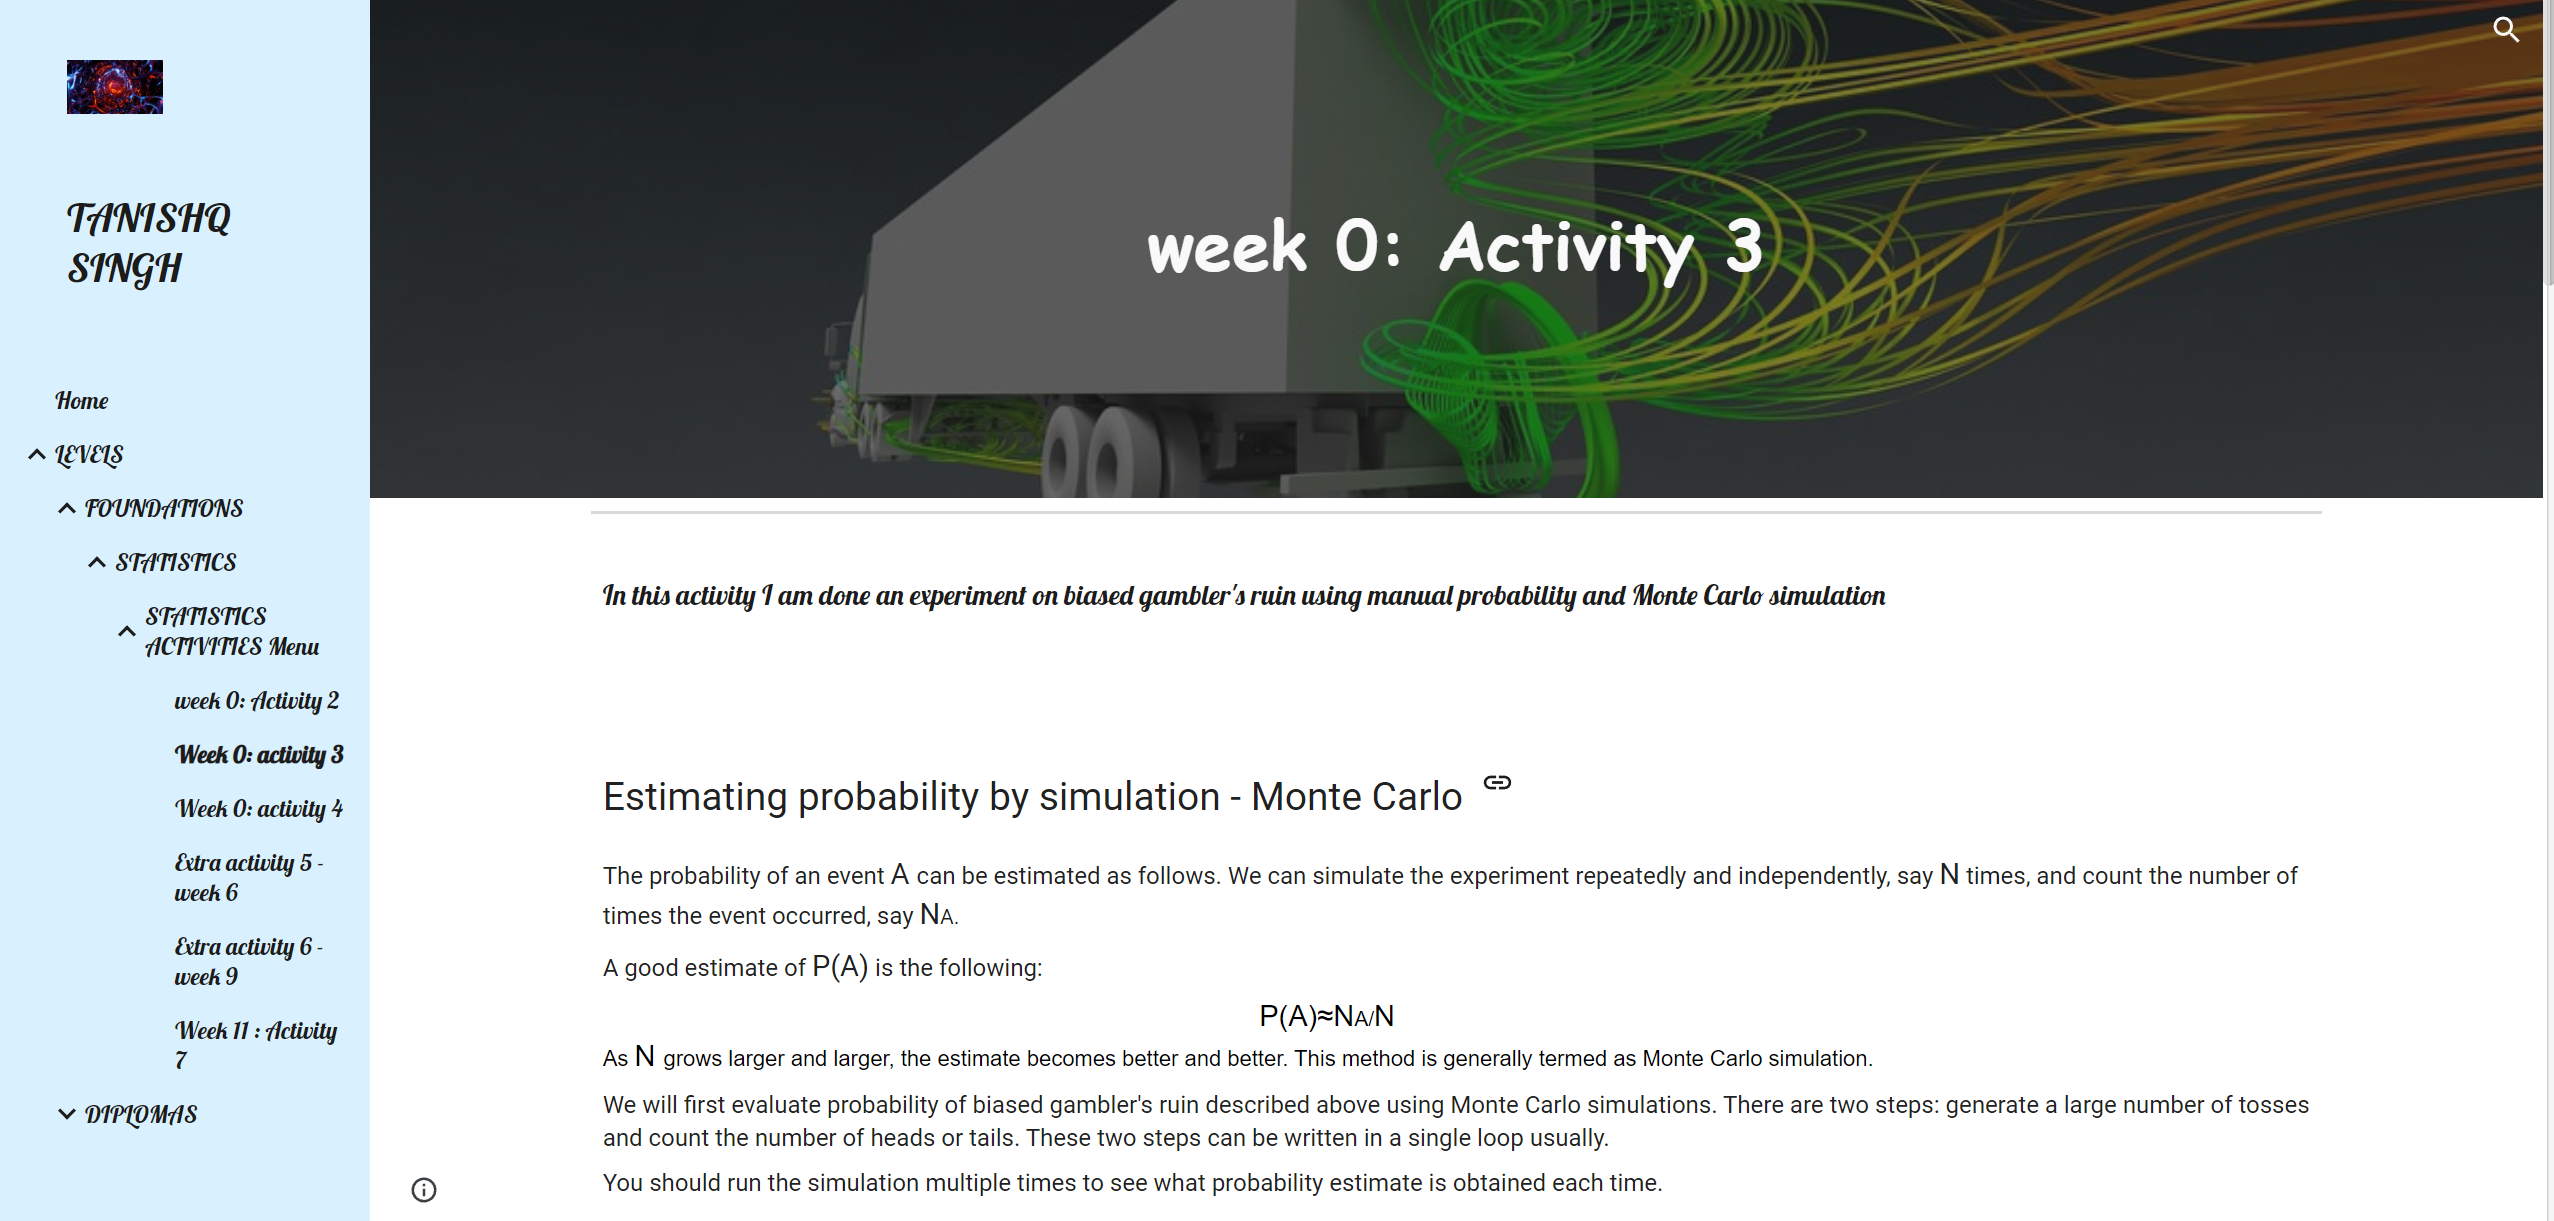 TANISHQ
SINGH
Home
LEVELS
FOUNDATIONS
STATISTICS
STATISTICS
ACTIVITIES Menu
week 0: Activity 2
Week 0: activity 3
Week 0: activity 4
Extra activity 5 -
week 6
Extra activity 6 -
week 9
Week 11 : Activity
7
DIPLOMAS
week 0: Activity 3
In this activity I am done an experiment on biased gambler's ruin using manual probability and Monte Carlo simulation
Estimating probability by simulation - Monte Carlo
The probability of an event A can be estimated as follows. We can simulate the experiment repeatedly and independently, say N times, and count the number of
times the event occurred, say NA.
A good estimate of P(A) is the following:
P(A)≈NA/N
As N grows larger and larger, the estimate becomes better and better. This method is generally termed as Monte Carlo simulation.
We will first evaluate probability of biased gambler's ruin described above using Monte Carlo simulations. There are two steps: generate a large number of tosses
and count the number of heads or tails. These two steps can be written in a single loop usually.
You should run the simulation multiple times to see what probability estimate is obtained each time.